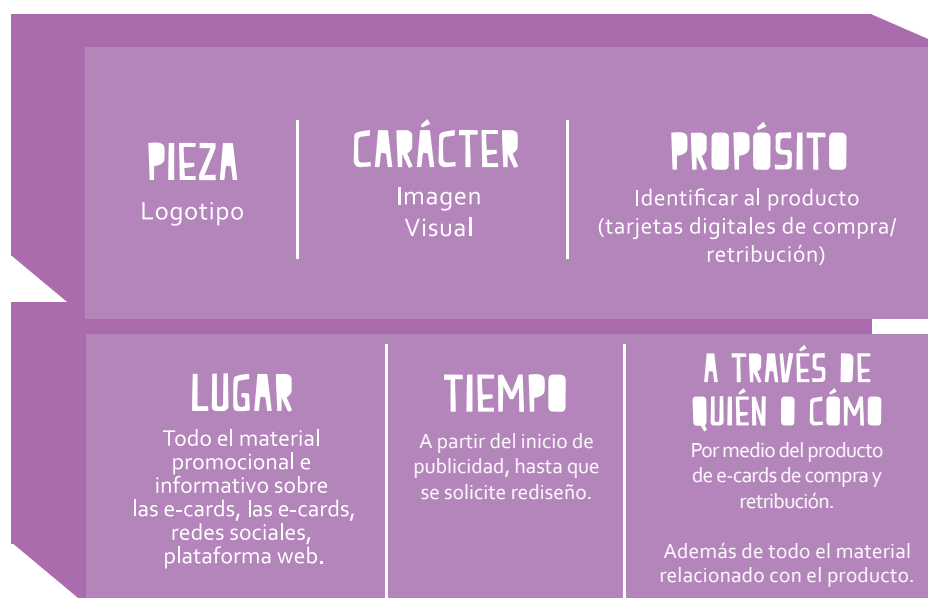 PIEZA
Logotipo
CARÁCTER
Imagen
Visual
PROPÓSITO
Identificar al producto
(tarjetas digitales de compra/
retribución)
LUGAR
Todo el material
promocional e
informativo sobre
las e-cards, las e-cards,
redes sociales,
plataforma web.
TIEMPO
A partir del inicio de
publicidad, hasta que
se solicite rediseño.
A TRAVÉS DE
QUIÉN O CÓMO
Por medio del producto
de e-cards de compra y
retribución.
Además de todo el material
relacionado con el producto.